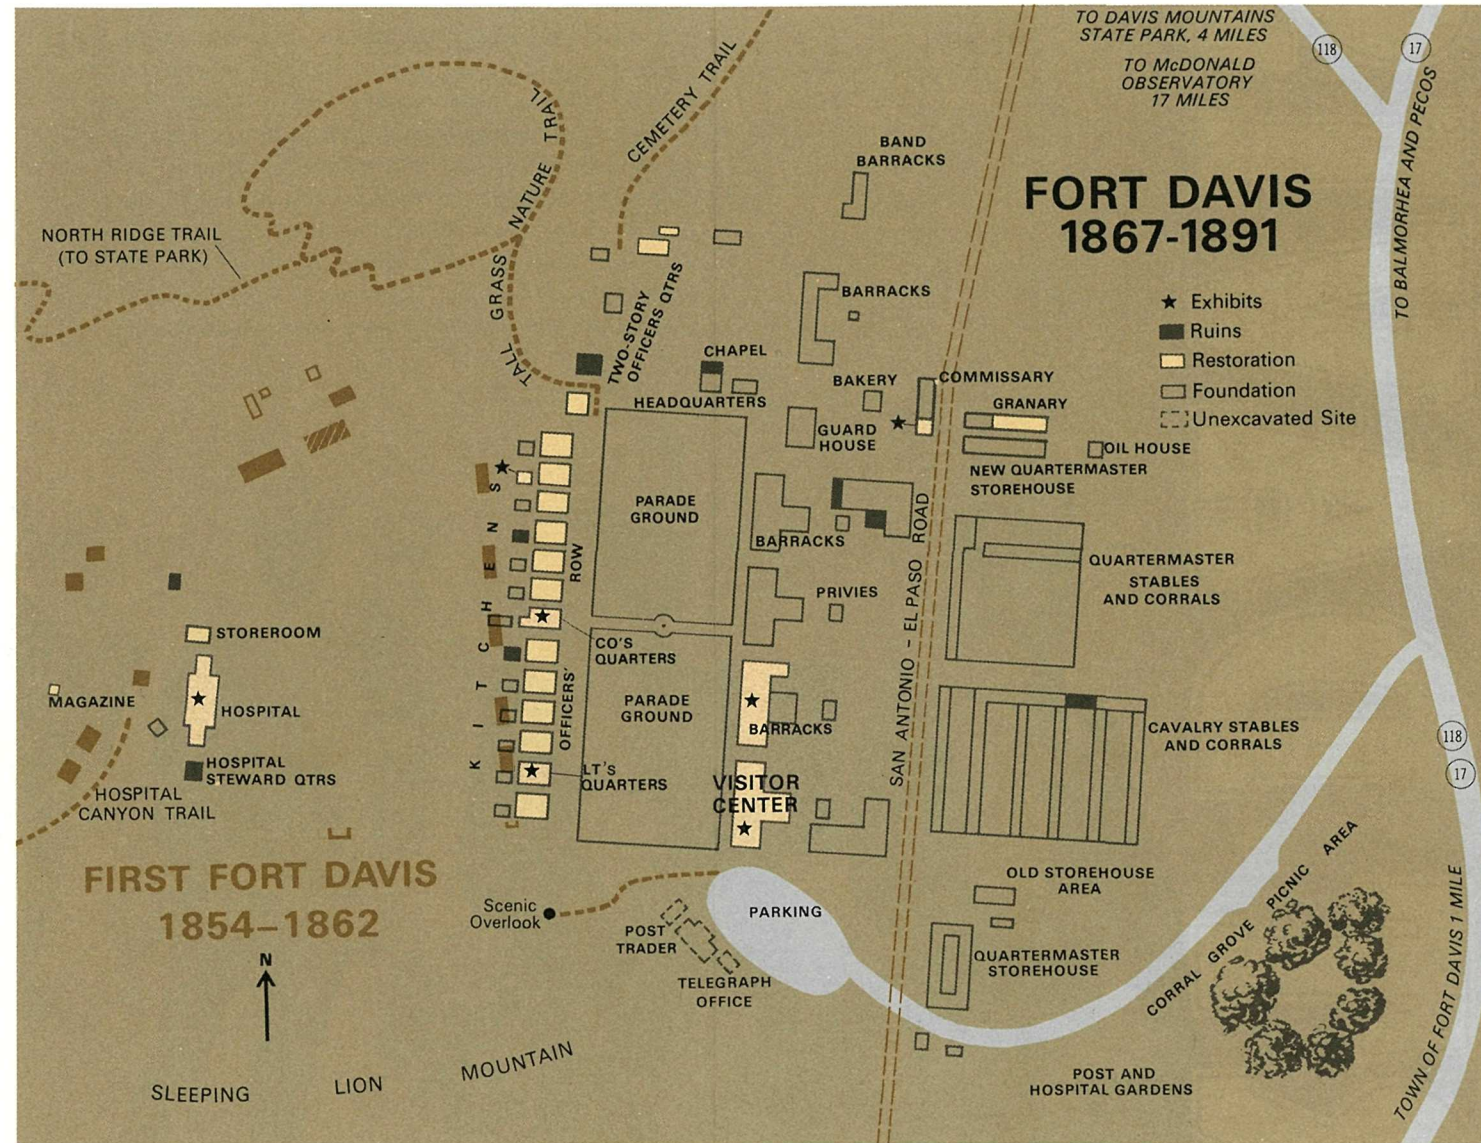 TO DAVIS MOUNTAINS
STATE PARK, 4 MILES
TO McDONALD
OBSERVATORY
17 MILES
118
17
TO BALMORHEA AND PECOS
FORT DAVIS
1867-1891
Exhibits
Ruins
Restoration
Foundation
Unexcavated Site
CEMETERY TRAIL
TALL GRASS NATURE TRAIL
NORTH RIDGE TRAIL
(TO STATE PARK)
BAND
BARRACKS
BARRACKS
TWO-STORY
OFFICERS QTRS
CHAPEL
HEADQUARTERS
BAKERY
GUARD
HOUSE
COMMISSARY
GRANARY
OIL HOUSE
NEW QUARTERMASTER
STOREHOUSE
PARADE
GROUND
BARRACKS
SAN ANTONIO - EL PASO ROAD
QUARTERMASTER
STABLES
AND CORRALS
PRIVIES
KITCHENS
OFFICERS' ROW
CO'S
QUARTERS
STOREROOM
MAGAZINE
HOSPITAL
HOSPITAL
STEWARD QTRS
HOSPITAL
CANYON TRAIL
PARADE
GROUND
BARRACKS
CAVALRY STABLES
AND CORRALS
118
17
LT'S
QUARTERS
VISITOR
CENTER
FIRST FORT DAVIS
1854-1862
N
Scenic
Overlook
POST
TRADER
TELEGRAPH
OFFICE
PARKING
OLD STOREHOUSE
AREA
QUARTERMASTER
STOREHOUSE
CORRAL GROVE PICNIC AREA
TOWN OF FORT DAVIS 1 MILE
POST AND
HOSPITAL GARDENS
SLEEPING LION MOUNTAIN